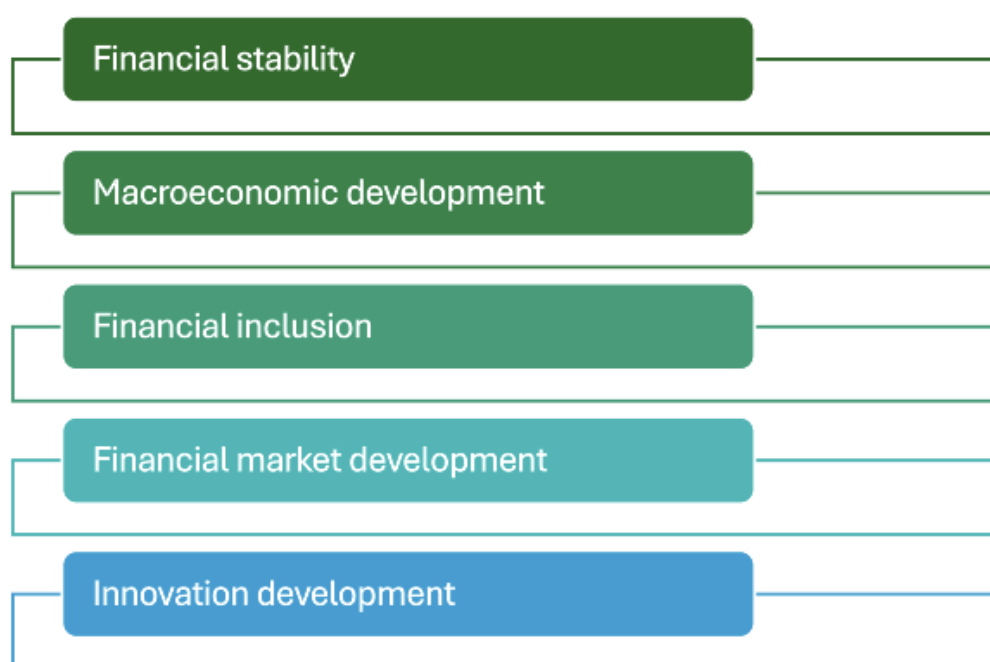 Financial stability
Macroeconomic development
Financial inclusion
Financial market development
Innovation development